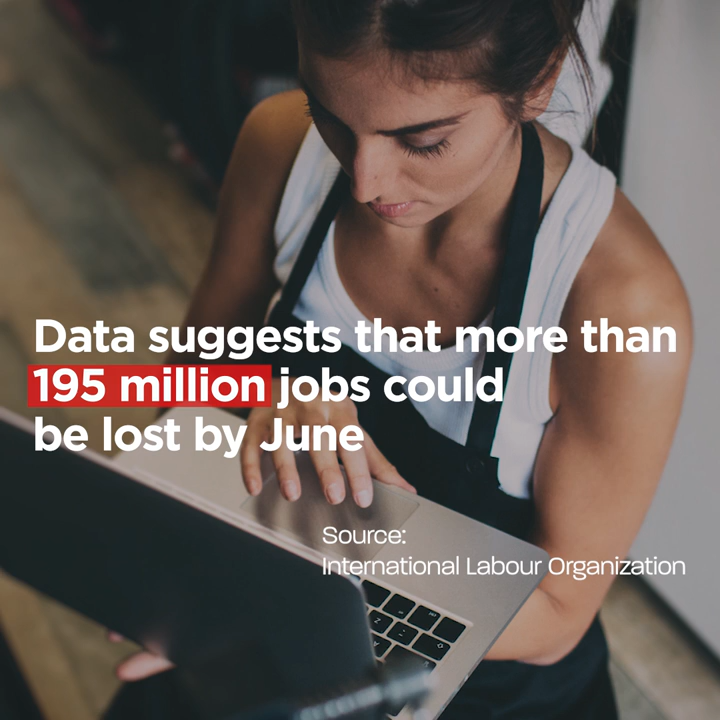 Data suggests that more than
195 million jobs could
be lost by June
Source:
International Labour Organization